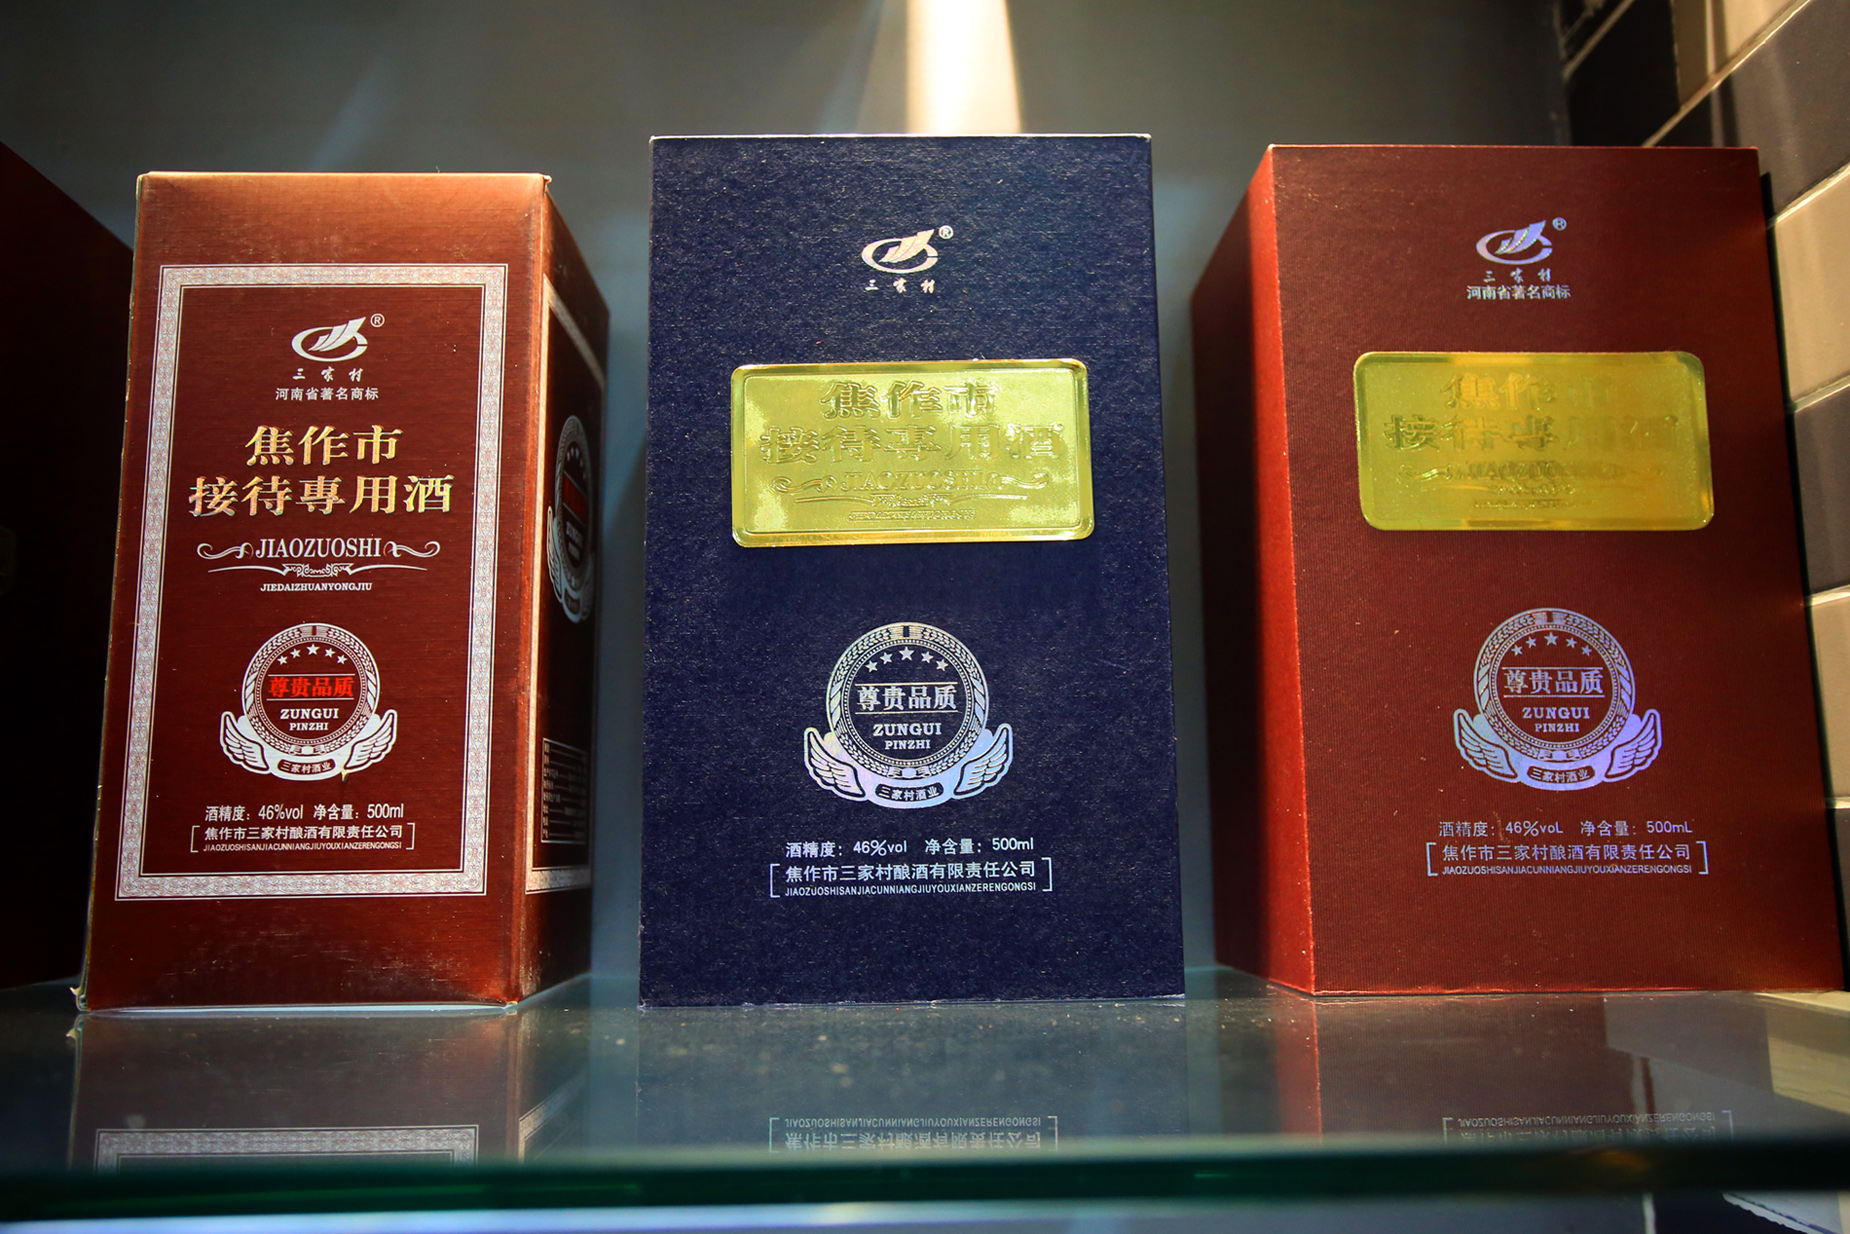 ®
三家村
河南省著名商标
焦作市
接待專用酒
JIAOZUOSHI
JIEDAIZHUANYONGJIU
尊贵品质
ZUNGUI
PINZHI
三家村酒业
酒精度：46%vol 净含量：500ml
焦作市三家村酿酒有限责任公司
JIAOZUOSHISANJIACUNNIANGJIUYOUXIANZERENGONGSI
®
三家村
焦作市
接待專用酒
JIAOZUOSHI
尊贵品质
ZUNGUI
PINZHI
三家村酒业
酒精度：46%vol 净含量：500ml
焦作市三家村酿酒有限责任公司
JIAOZUOSHISANJIACUNNIANGJIUYOUXIANZERENGONGSI
®
三家村
河南省著名商标
焦作市
接待專用酒
尊贵品质
ZUNGUI
PINZHI
三家村酒业
酒精度：46%voL 净含量：500mL
焦作市三家村酿酒有限责任公司
JIAOZUOSHISANJIACUNNIANGJIUYOUXIANZERENGONGSI